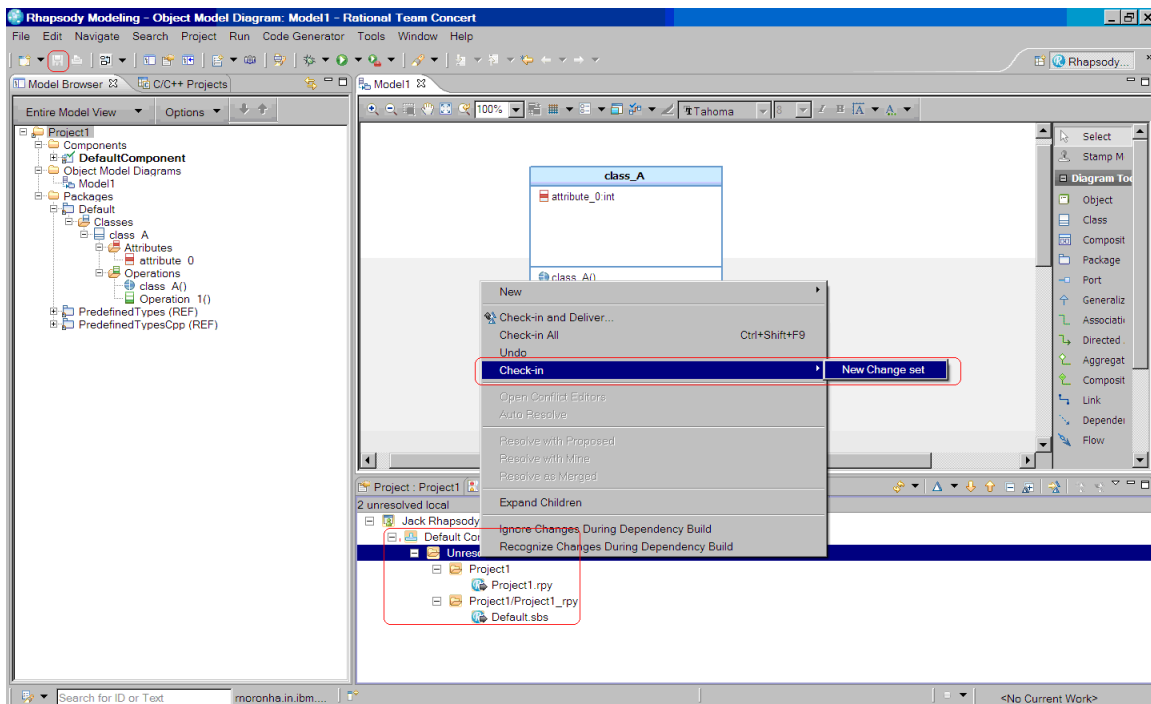 Rhapsody Modeling - Object Model Diagram: Model1 - Rational Team Concert
File Edit Navigate Search Project Run Code Generator Tools Window Help
Rhapsody...
Model Browser C/C++ Projects
Model1
Entire Model View Options
100% Tahoma 8 I B A A
Project1
Components
DefaultComponent
Object Model Diagrams
Model1
Packages
Default
Classes
class_A
Attributes
attribute_0
Operations
class_A()
Operation_1()
PredefinedTypes (REF)
PredefinedTypesCpp (REF)
class_A
attribute_0:int
class_A()
Select
Stamp M
Diagram Too
Object
Class
Composit
Package
Port
Generaliz
Associati
Directed
Aggregat
Composit
Link
Depende
Flow
New
Check-in and Deliver...
Check-in All Ctrl+Shift+F9
Undo
Check-in
New Change set
Open Conflict Editors
Auto Resolve
Resolve with Proposed
Resolve with Mine
Resolve as Merged
Expand Children
Ignore Changes During Dependency Build
Recognize Changes During Dependency Build
Project : Project1
2 unresolved local
Jack Rhapsody
Default Co
Unres
Project1
Project1.rpy
Project1/Project1_rpy
Default.sbs
Search for ID or Text
rnoronha.in.ibm....
<No Current Work>